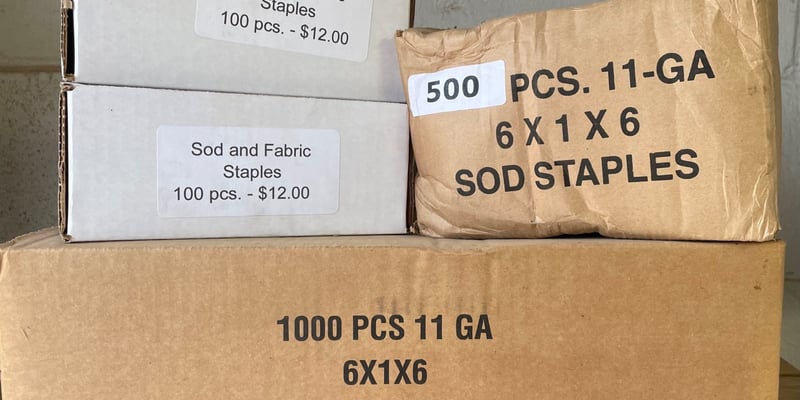 Staples
100 pcs. - $12.00
Sod and Fabric
Staples
100 pcs. - $12.00
500 PCS. 11-GA
6 X 1 X 6
SOD STAPLES
1000 PCS 11 GA
6X1X6